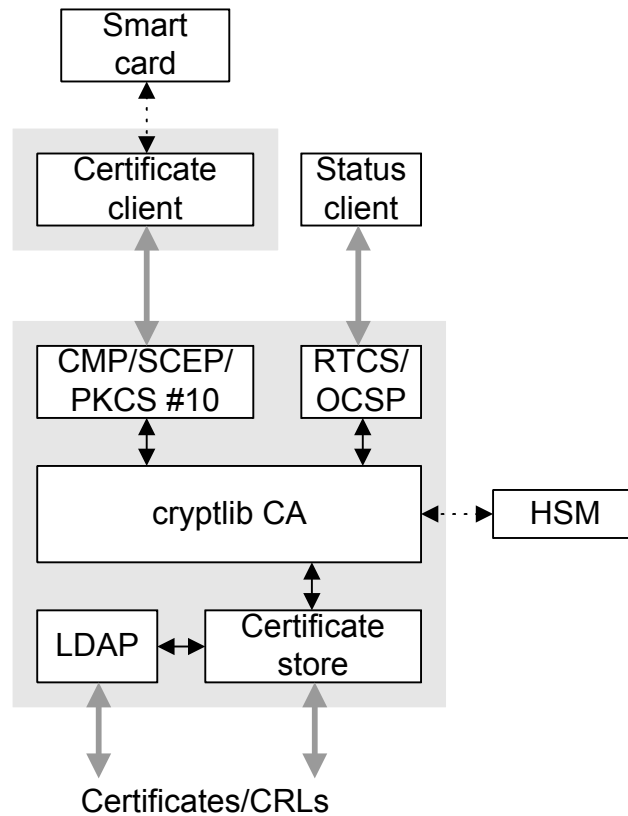 Smart
card
Certificate
client
Status
client
CMP/SCEP/
PKCS #10
RTCS/
OCSP
cryptlib CA
HSM
LDAP
Certificate
store
Certificates/CRLs